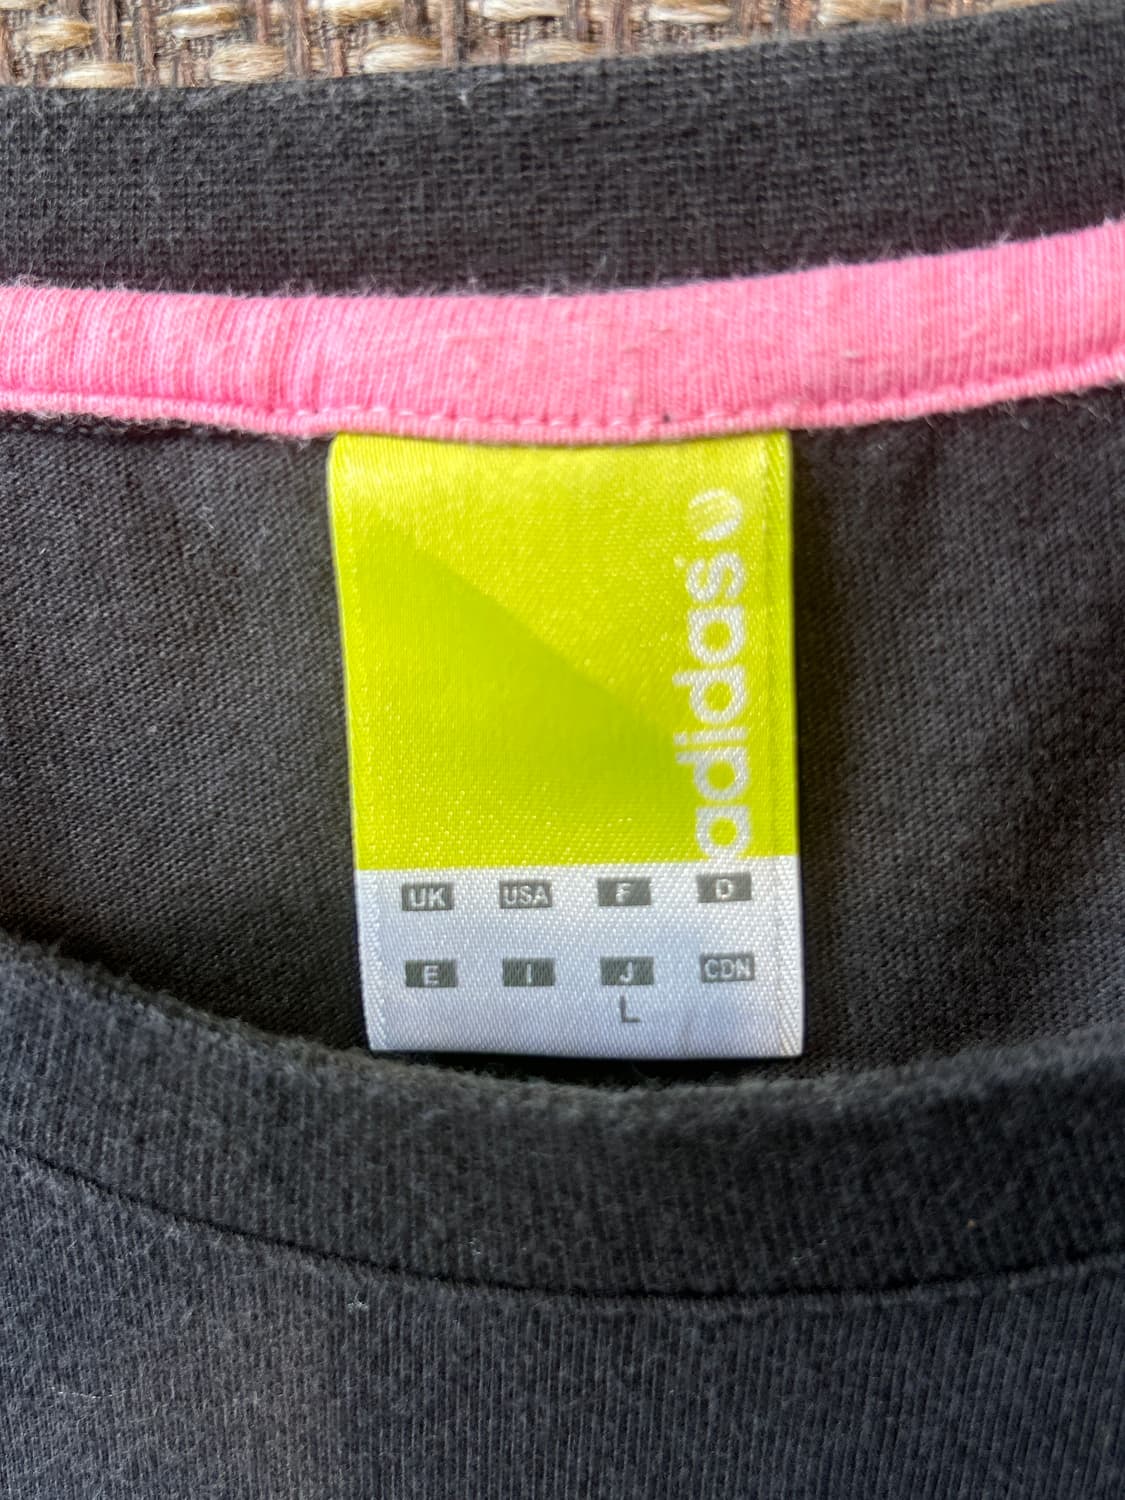 adidas
UK USA F D
E I J CDN
L